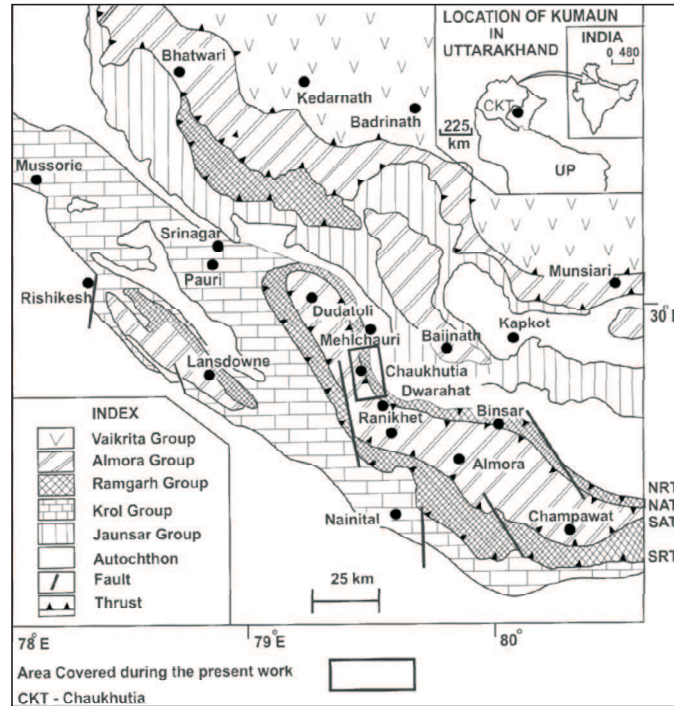 LOCATION OF KUMAUN
IN
UTTARAKHAND
INDIA
0 480
CKT
225
km
UP
Bhatwari
Kedarnath
Badrinath
Mussorie
Srinagar
Pauri
Rishikesh
Munsiari
30°E
Dudatoli
Mehlchauri
Baijnath
Kapkot
Lansdowne
Chaukhutia
Dwarahat
Ranikhet
Binsar
Almora
NRT
NAT
SAT
SRT
Champawat
Nainital
INDEX
Vaikrita Group
Almora Group
Ramgarh Group
Krol Group
Jaunsar Group
Autochthon
Fault
Thrust
25 km
78°E
79°E
80°
Area Covered during the present work
CKT - Chaukhutia